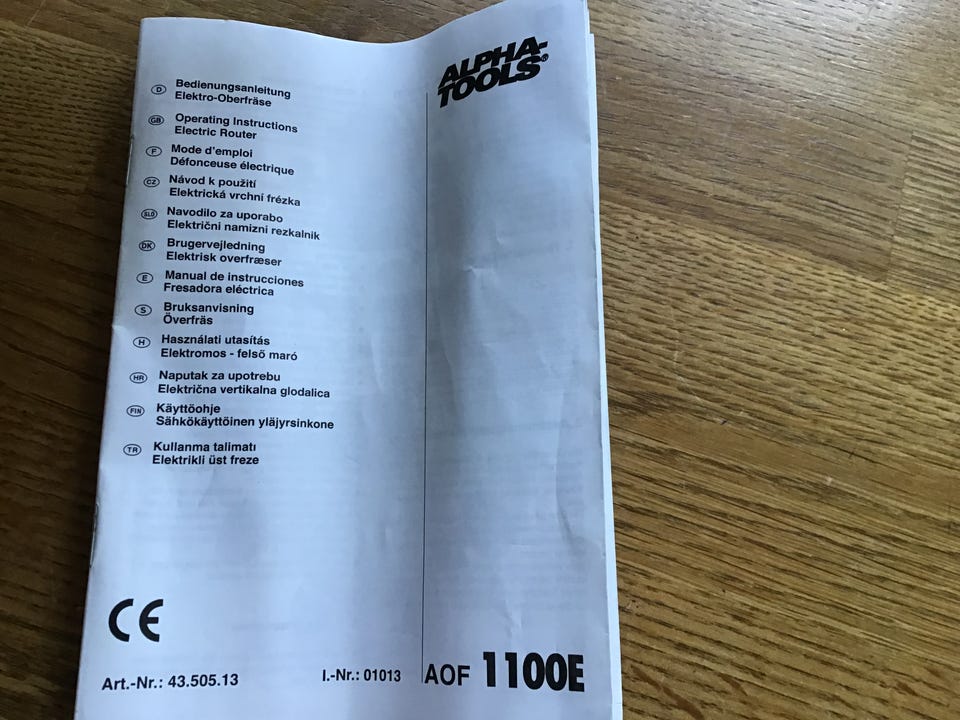 ALPHA-
TOOLS®
D Bedienungsanleitung
Elektro-Oberfräse
GB Operating Instructions
Electric Router
F Mode d'emploi
Défonceuse électrique
CZ Návod k použití
Elektrická vrchní frézka
SLO Navodilo za uporabo
Električni namizni rezkalnik
DK Brugervejledning
Elektrisk overfræser
E Manual de instrucciones
Fresadora eléctrica
S Bruksanvisning
Överfräs
H Használati utasítás
Elektromos - felső maró
HR Naputak za upotrebu
Električna vertikalna glodalica
FIN Käyttöohje
Sähkökäyttöinen yläjyrsinkone
TR Kullanma talimatı
Elektrikli üst freze
CE
Art.-Nr.: 43.505.13 I.-Nr.: 01013 AOF 1100E